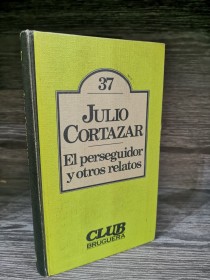 37
JULIO
CORTAZAR
El perseguidor
y otros relatos
CLUB
BRUGUERA